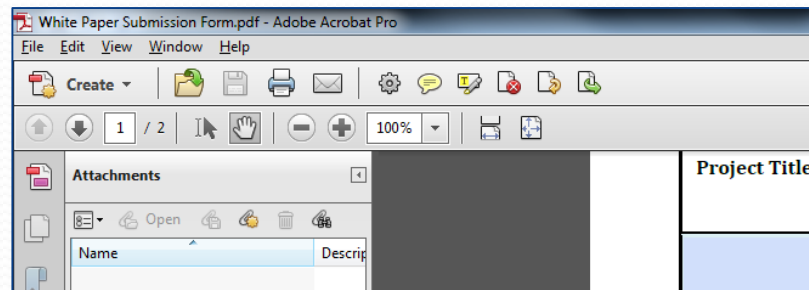 White Paper Submission Form.pdf - Adobe Acrobat Pro
File Edit View Window Help
Create
1 / 2 100%
Attachments
Project Title
Open
Name Descrip